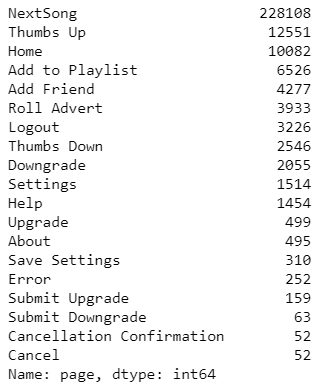 NextSong 228108
Thumbs Up 12551
Home 10082
Add to Playlist 6526
Add Friend 4277
Roll Advert 3933
Logout 3226
Thumbs Down 2546
Downgrade 2055
Settings 1514
Help 1454
Upgrade 499
About 495
Save Settings 310
Error 252
Submit Upgrade 159
Submit Downgrade 63
Cancellation Confirmation 52
Cancel 52
Name: page, dtype: int64